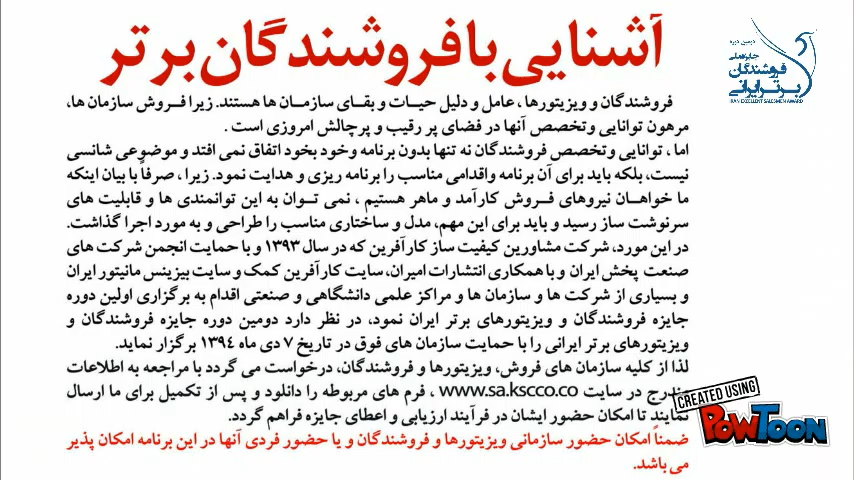 آشنایی با فروشندگان برتر
دومین دوره
جایزه ملی
فروشندگان
برتر ایرانی
IRAN EXCELLENT SALESMEN AWARD
فروشندگان و ویزیتورها ، عامل و دلیل حیات و بقای سازمان ها هستند. زیرا فروش سازمان ها،
مرهون توانایی وتخصص آنها در فضای پر رقیب و پرچالش امروزی است .
اما ، توانایی وتخصص فروشندگان نه تنها بدون برنامه وخود بخود اتفاق نمی افتد و موضوعی شانسی
نیست، بلکه باید برای آن برنامه واقدامی مناسب را برنامه ریزی و هدایت نمود. زیرا ، صرفاً با بیان اینکه
ما خواهان نیروهای فروش کارآمد و ماهر هستیم ، نمی توان به این توانمندی ها و قابلیت های
سرنوشت ساز رسید و باید برای این مهم، مدل و ساختاری مناسب را طراحی و به مورد اجرا گذاشت.
در این مورد، شرکت مشاورین کیفیت ساز کارآفرین که در سال ۱۳۹۳ و با حمایت انجمن شرکت های
صنعت پخش ایران و با همکاری انتشارات امیران، سایت کارآفرین کمک و سایت بیزینس مانیتور ایران
و بسیاری از شرکت ها و سازمان ها و مراکز علمی دانشگاهی و صنعتی اقدام به برگزاری اولین دوره
جایزه فروشندگان و ویزیتورهای برتر ایران نمود، در نظر دارد دومین دوره جایزه فروشندگان و
ویزیتورهای برتر ایرانی را با حمایت سازمان های فوق در تاریخ ۷ دی ماه ۱۳۹۴ برگزار نماید.
لذا از کلیه سازمان های فروش، ویزیتورها و فروشندگان، درخواست می گردد با مراجعه به اطلاعات
مندرج در سایت www.sa.kscco.co ، فرم های مربوطه را دانلود و پس از تکمیل برای ما ارسال
نمایند تا امکان حضور ایشان در فرآیند ارزیابی و اعطای جایزه فراهم گردد.
ضمناً امکان حضور سازمانی ویزیتورها و فروشندگان و یا حضور فردی آنها در این برنامه امکان پذیر
می باشد.
CREATED USING
POWTOON